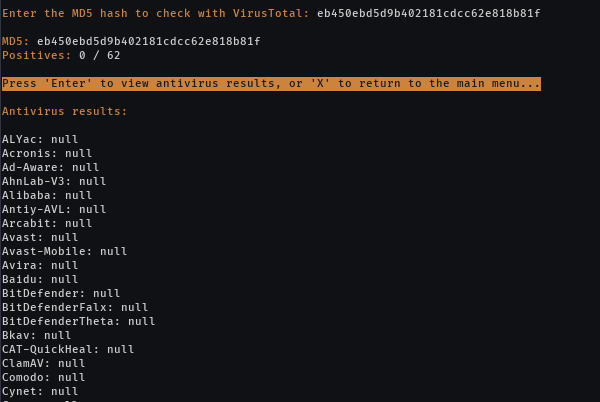 Enter the MD5 hash to check with VirusTotal: eb450ebd5d9b402181cdcc62e818b81f
MD5: eb450ebd5d9b402181cdcc62e818b81f
Positives: 0 / 62
Press 'Enter' to view antivirus results, or 'X' to return to the main menu...
Antivirus results:
ALYac: null
Acronis: null
Ad-Aware: null
AhnLab-V3: null
Alibaba: null
Antiy-AVL: null
Arcabit: null
Avast: null
Avast-Mobile: null
Avira: null
Baidu: null
BitDefender: null
BitDefenderFalx: null
BitDefenderTheta: null
Bkav: null
CAT-QuickHeal: null
ClamAV: null
Comodo: null
Cynet: null